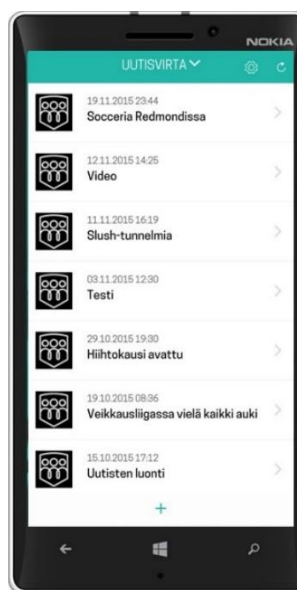 NOKIA
UUTISVIRTA
19.11.2015 23:44
Socceria Redmondissa
12.11.2015 14:25
Video
11.11.2015 16:19
Slush-tunnelmia
03.11.2015 12:30
Testi
29.10.2015 19:30
Hiihtokausi avattu
19.10.2015 08:36
Veikkausliigassa vielä kaikki auki
15.10.2015 17:12
Uutisten luonti
+